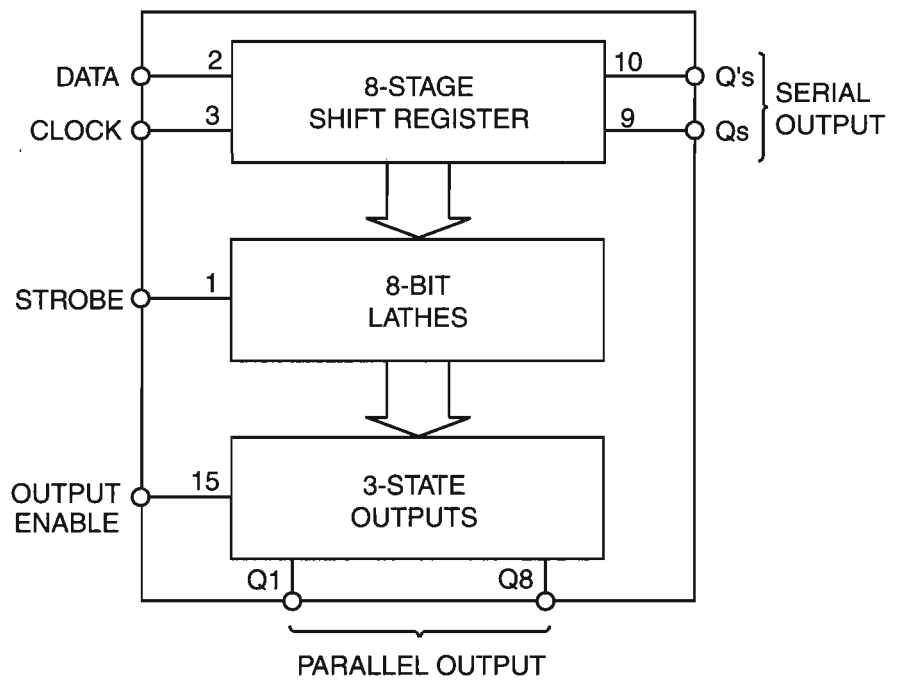 DATA
2
8-STAGE
SHIFT REGISTER
10
Q's
CLOCK
3
9
Qs
SERIAL
OUTPUT
STROBE
1
8-BIT
LATHES
OUTPUT
ENABLE
15
3-STATE
OUTPUTS
Q1
Q8
PARALLEL OUTPUT